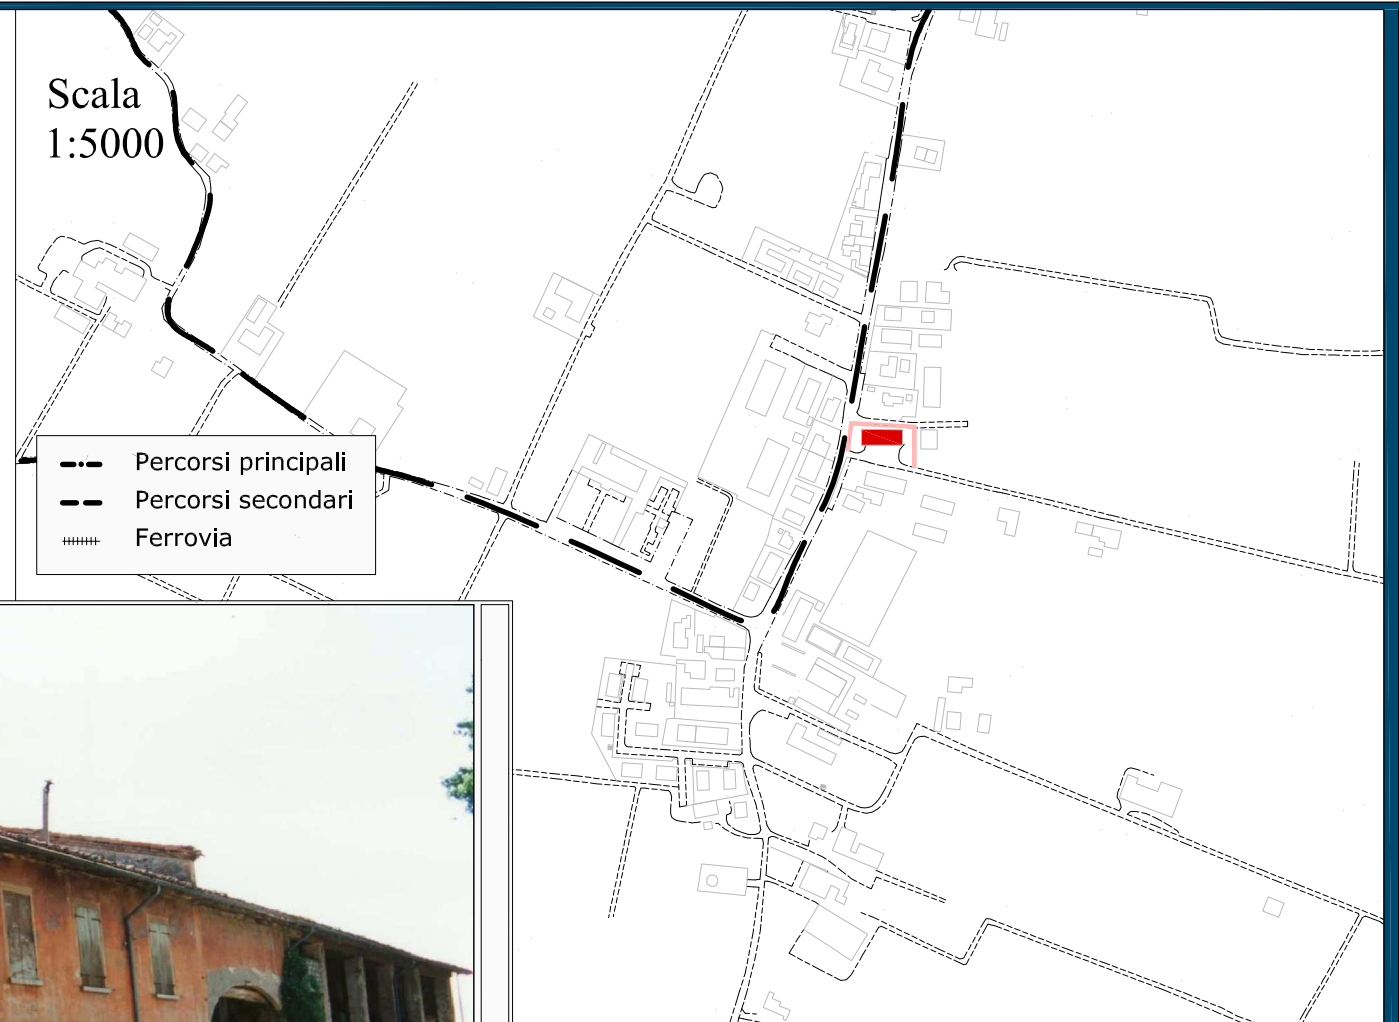 Scala
1:5000
Percorsi principali
Percorsi secondari
Ferrovia